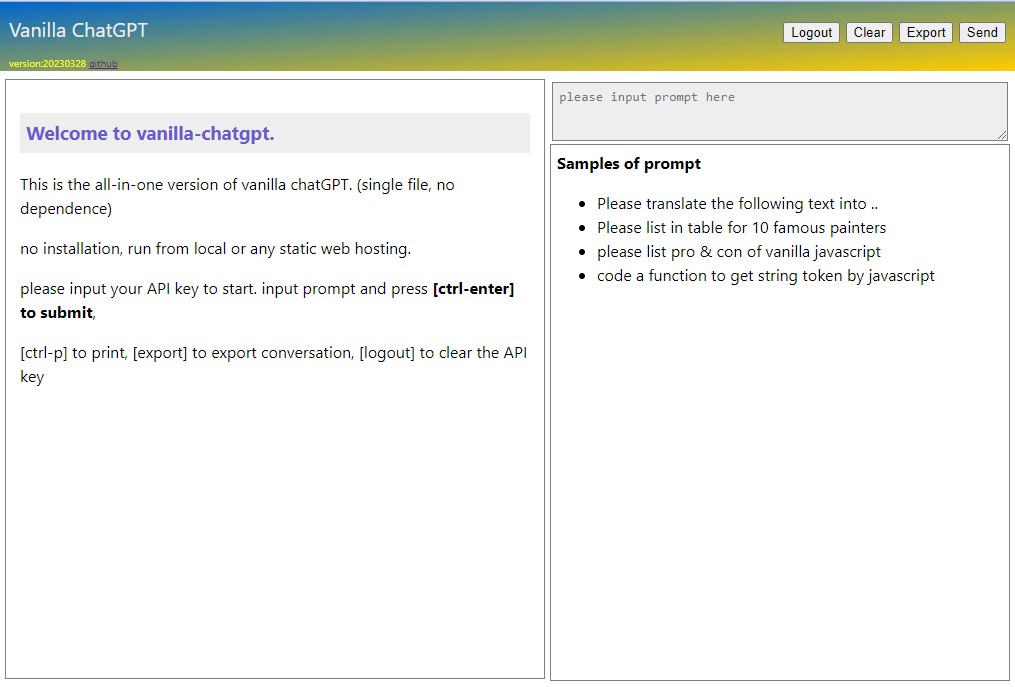 Vanilla ChatGPT
version:20230328 github
Logout Clear Export Send
Welcome to vanilla-chatgpt.
This is the all-in-one version of vanilla chatGPT. (single file, no
dependence)
no installation, run from local or any static web hosting.
please input your API key to start. input prompt and press [ctrl-enter]
to submit,
[ctrl-p] to print, [export] to export conversation, [logout] to clear the API
key
please input prompt here
Samples of prompt
Please translate the following text into ..
Please list in table for 10 famous painters
please list pro & con of vanilla javascript
code a function to get string token by javascript